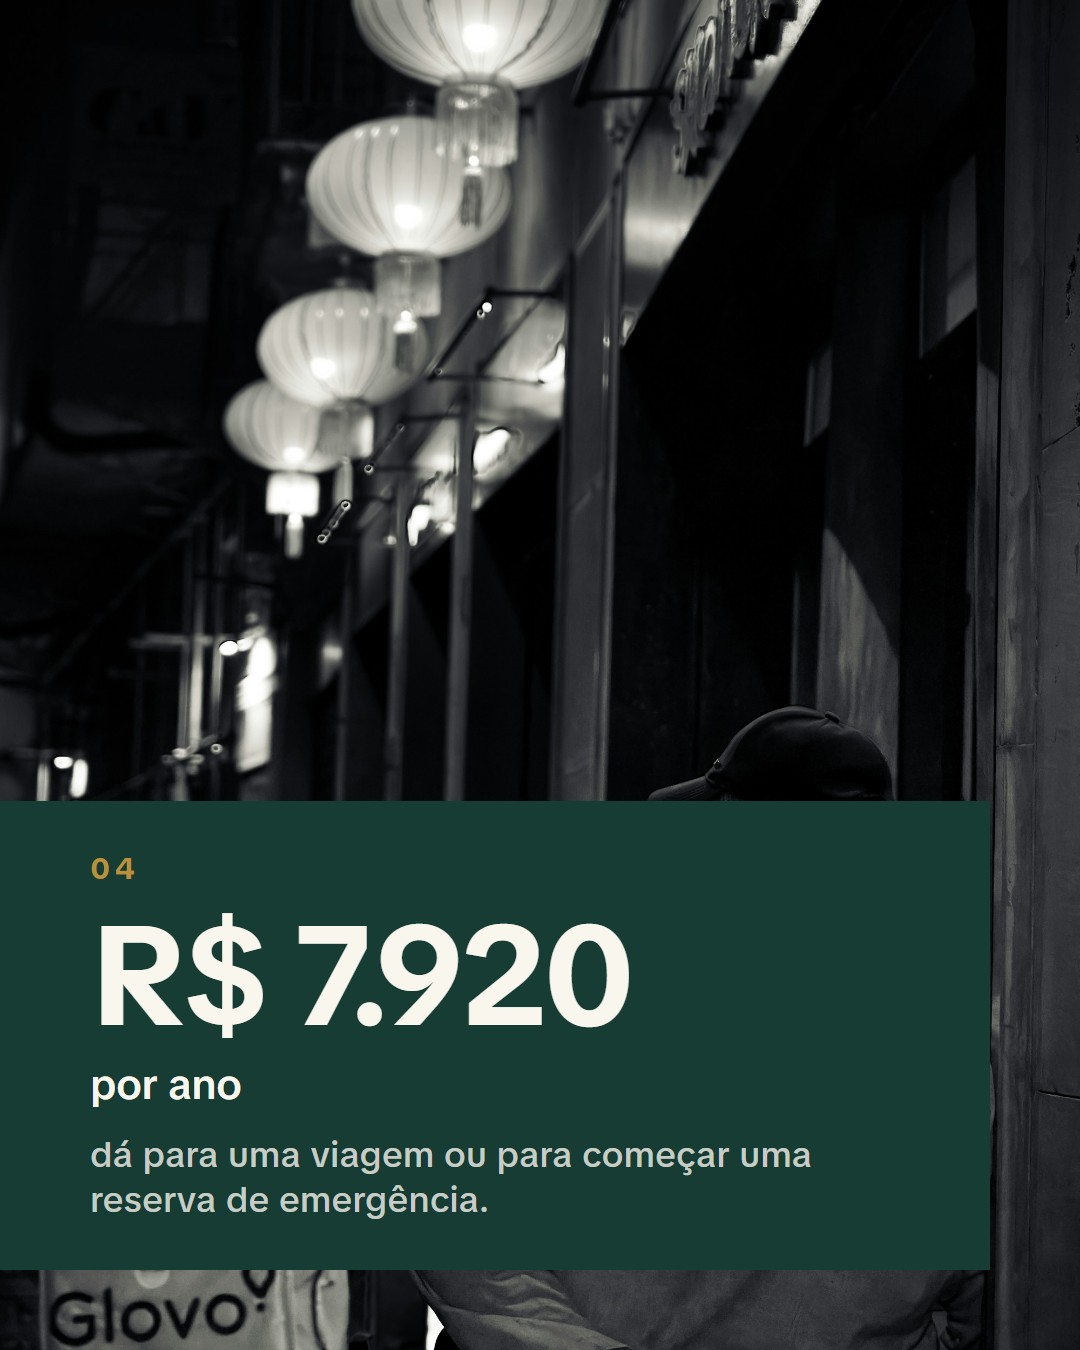 04
R$ 7.920
por ano
dá para uma viagem ou para começar uma
reserva de emergência.
Glovo